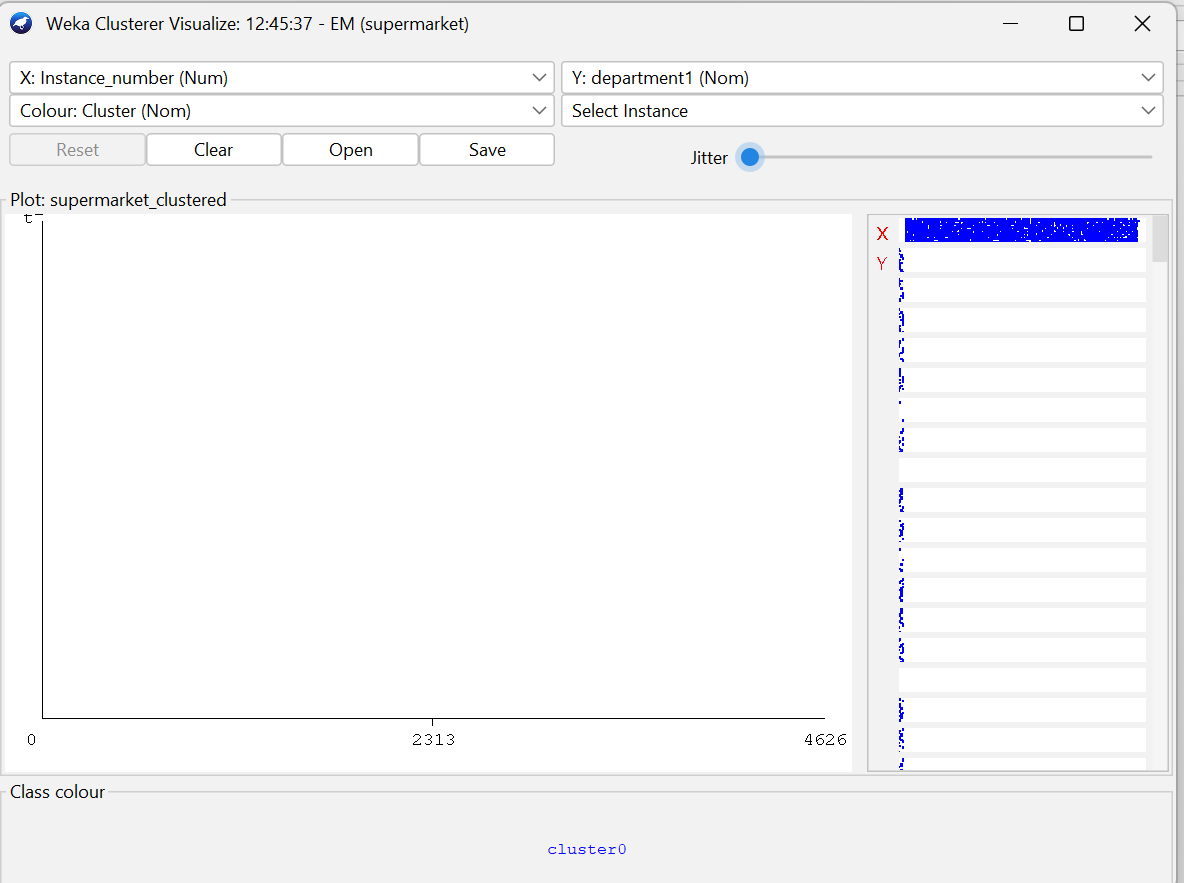 Weka Clusterer Visualize: 12:45:37 - EM (supermarket)
X: Instance_number (Num)
Y: department1 (Nom)
Colour: Cluster (Nom)
Select Instance
Reset
Clear
Open
Save
Jitter
Plot: supermarket_clustered
t
X
Y
0
2313
4626
Class colour
cluster0